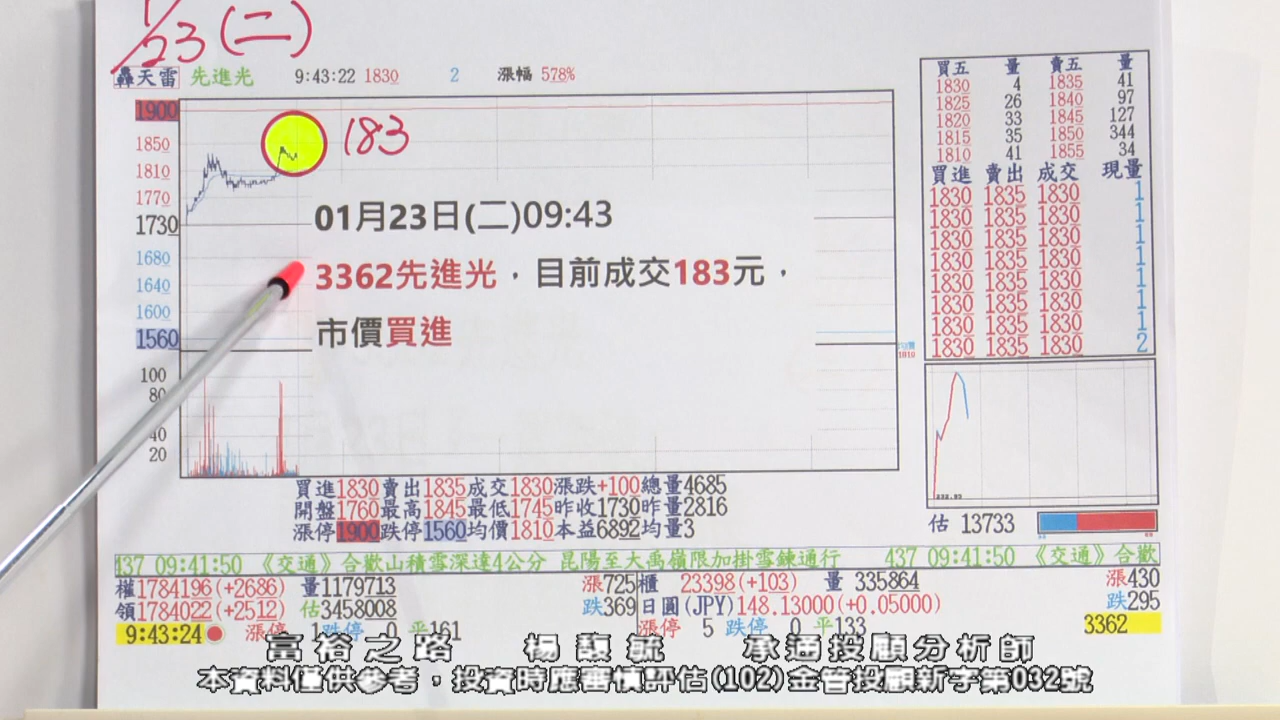 1/23(二)
轟天雷 先進光 9:43:22 1830 2 漲幅 578%
1900
1850
1810
1770
1730
1680
1640
1600
1560
100
80
40
20
183
01月23日(二)09:43
3362先進光，目前成交183元，
市價買進
買五 量 賣五 量
1830 4 1835 41
1825 26 1840 97
1820 33 1845 127
1815 35 1850 344
1810 41 1855 34
買進 賣出 成交 現量
1830 1835 1830 1
1830 1835 1830 1
1830 1835 1830 1
1830 1835 1830 1
1830 1835 1830 1
1830 1835 1830 1
1830 1835 1830 1
1830 1835 1830 2
估 13733
買進1830賣出1835成交1830漲跌+100總量4685
開盤1760最高1845最低1745昨收1730昨量2816
漲停1900跌停1560均價1810本益6892均量3
437 09:41:50 《交通》合歡山積雪深達4公分 昆陽至大禹嶺限加掛雪鍊通行 437 09:41:50 《交通》合歡
權1784196(+2686) 量1179713 漲725 櫃 23398(+103) 量 335864 漲430
領1784022(+2512) 估3458008 跌369 日圓(JPY)148.13000(+0.05000) 跌295
9:43:24 漲停 1 跌停 0 平161 漲停 5 跌停 0 平133 3362
富裕之路 楊馥毓 承通投顧分析師
本資料僅供參考，投資時應審慎評估(102)金管投顧新字第032號